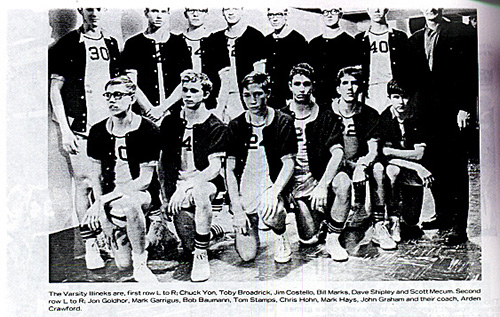 30
40
The Varsity Illineks are, first row L to R; Chuck Yon, Toby Broadrick, Jim Costello, Bill Marks, Dave Shipley and Scott Mecum. Second
row L to R; Jon Goldhor, Mark Garrigus, Bob Baumann, Tom Stamps, Chris Hohn, Mark Hays, John Graham and their coach, Arden
Crawford.